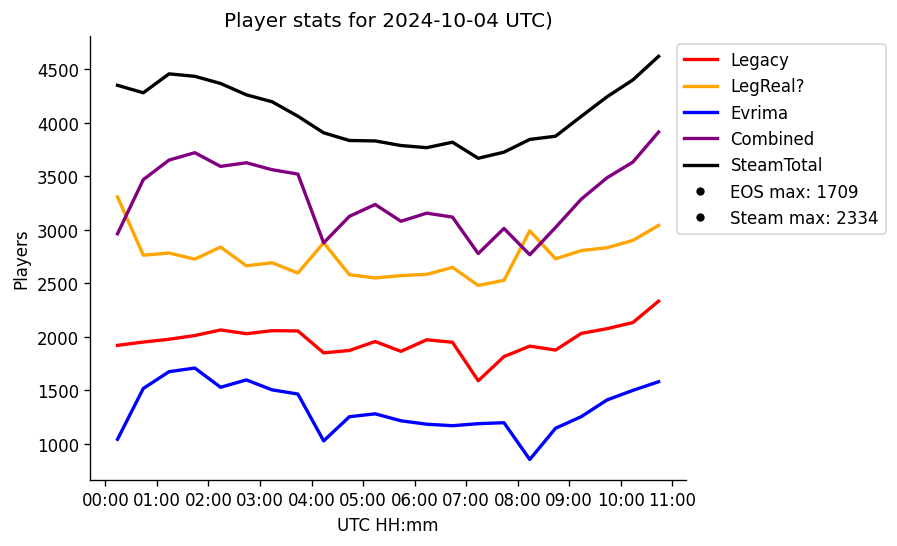 Player stats for 2024-10-04 UTC)
Legacy
LegReal?
Evrima
Combined
SteamTotal
EOS max: 1709
Steam max: 2334
Players
4500
4000
3500
3000
2500
2000
1500
1000
00:00 01:00 02:00 03:00 04:00 05:00 06:00 07:00 08:00 09:00 10:00 11:00
UTC HH:mm